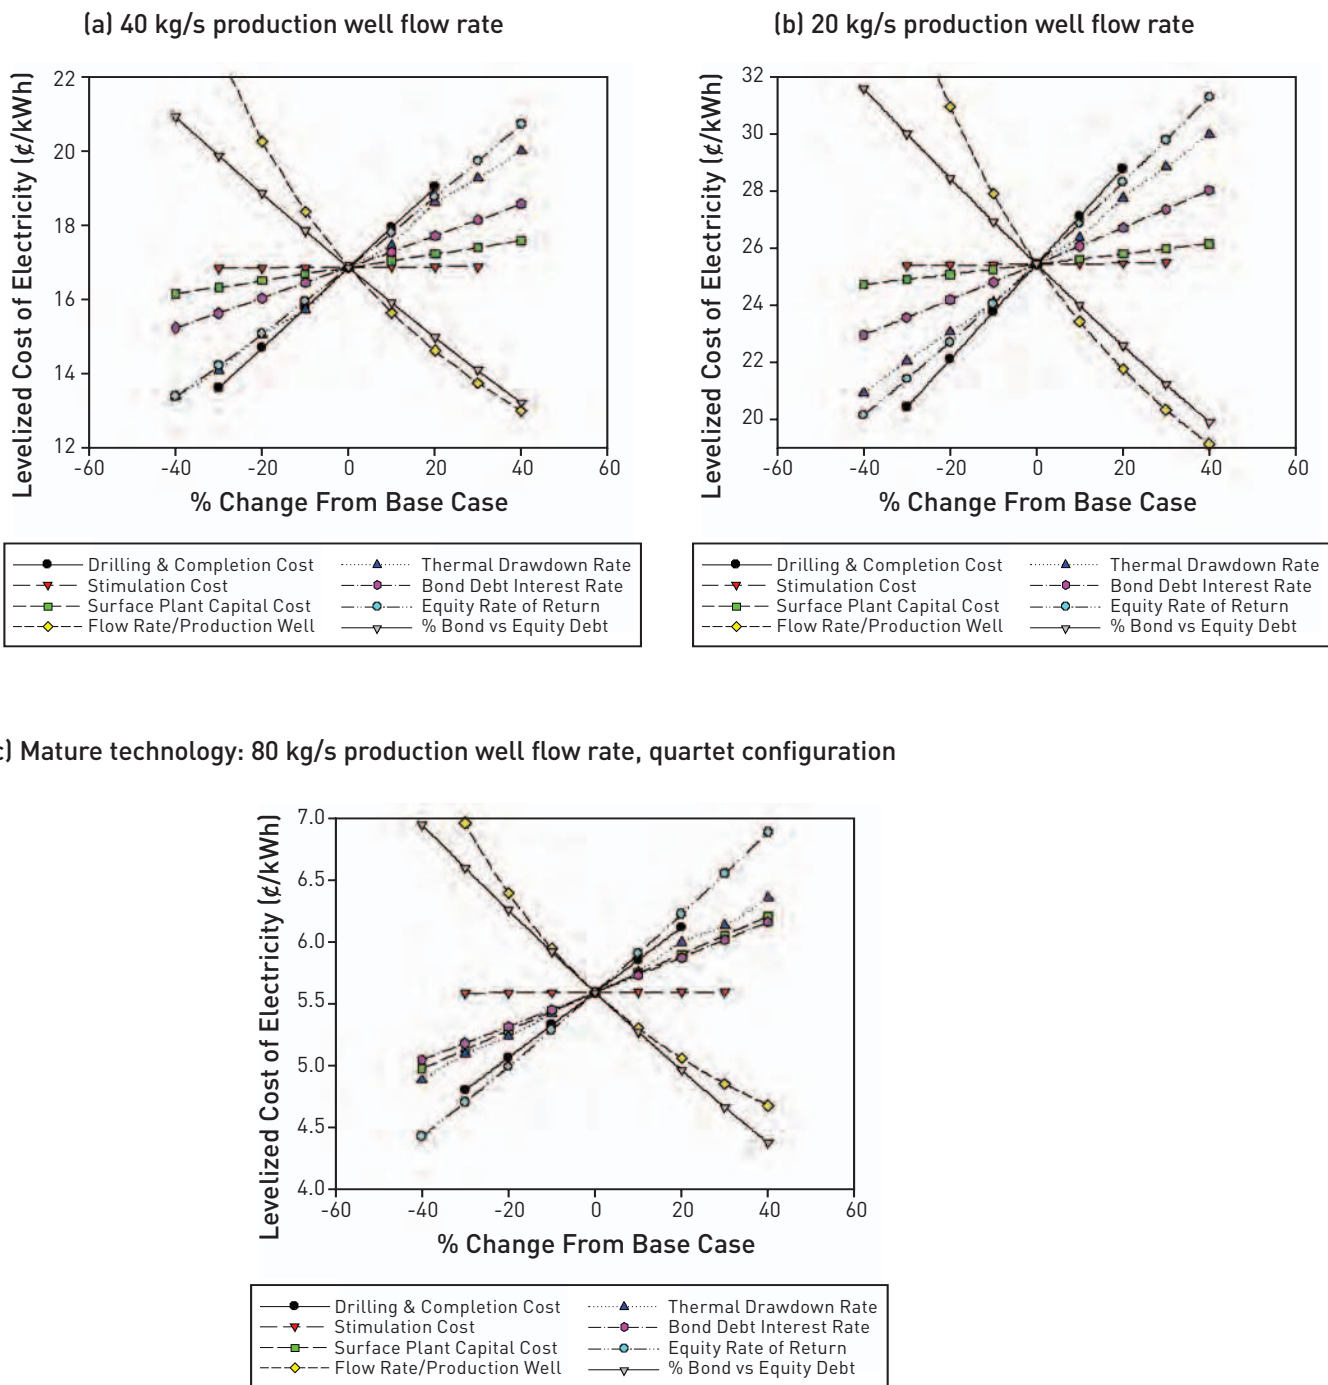 (a) 40 kg/s production well flow rate
Levelized Cost of Electricity (¢/kWh)
22
20
18
16
14
12
-60
-40
-20
0
20
40
60
% Change From Base Case
Drilling & Completion Cost
Stimulation Cost
Surface Plant Capital Cost
Flow Rate/Production Well
Thermal Drawdown Rate
Bond Debt Interest Rate
Equity Rate of Return
% Bond vs Equity Debt
(b) 20 kg/s production well flow rate
Levelized Cost of Electricity (¢/kWh)
32
30
28
26
24
22
20
-60
-40
-20
0
20
40
60
% Change From Base Case
Drilling & Completion Cost
Stimulation Cost
Surface Plant Capital Cost
Flow Rate/Production Well
Thermal Drawdown Rate
Bond Debt Interest Rate
Equity Rate of Return
% Bond vs Equity Debt
c) Mature technology: 80 kg/s production well flow rate, quartet configuration
Levelized Cost of Electricity (¢/kWh)
7.0
6.5
6.0
5.5
5.0
4.5
4.0
-60
-40
-20
0
20
40
60
% Change From Base Case
Drilling & Completion Cost
Stimulation Cost
Surface Plant Capital Cost
Flow Rate/Production Well
Thermal Drawdown Rate
Bond Debt Interest Rate
Equity Rate of Return
% Bond vs Equity Debt